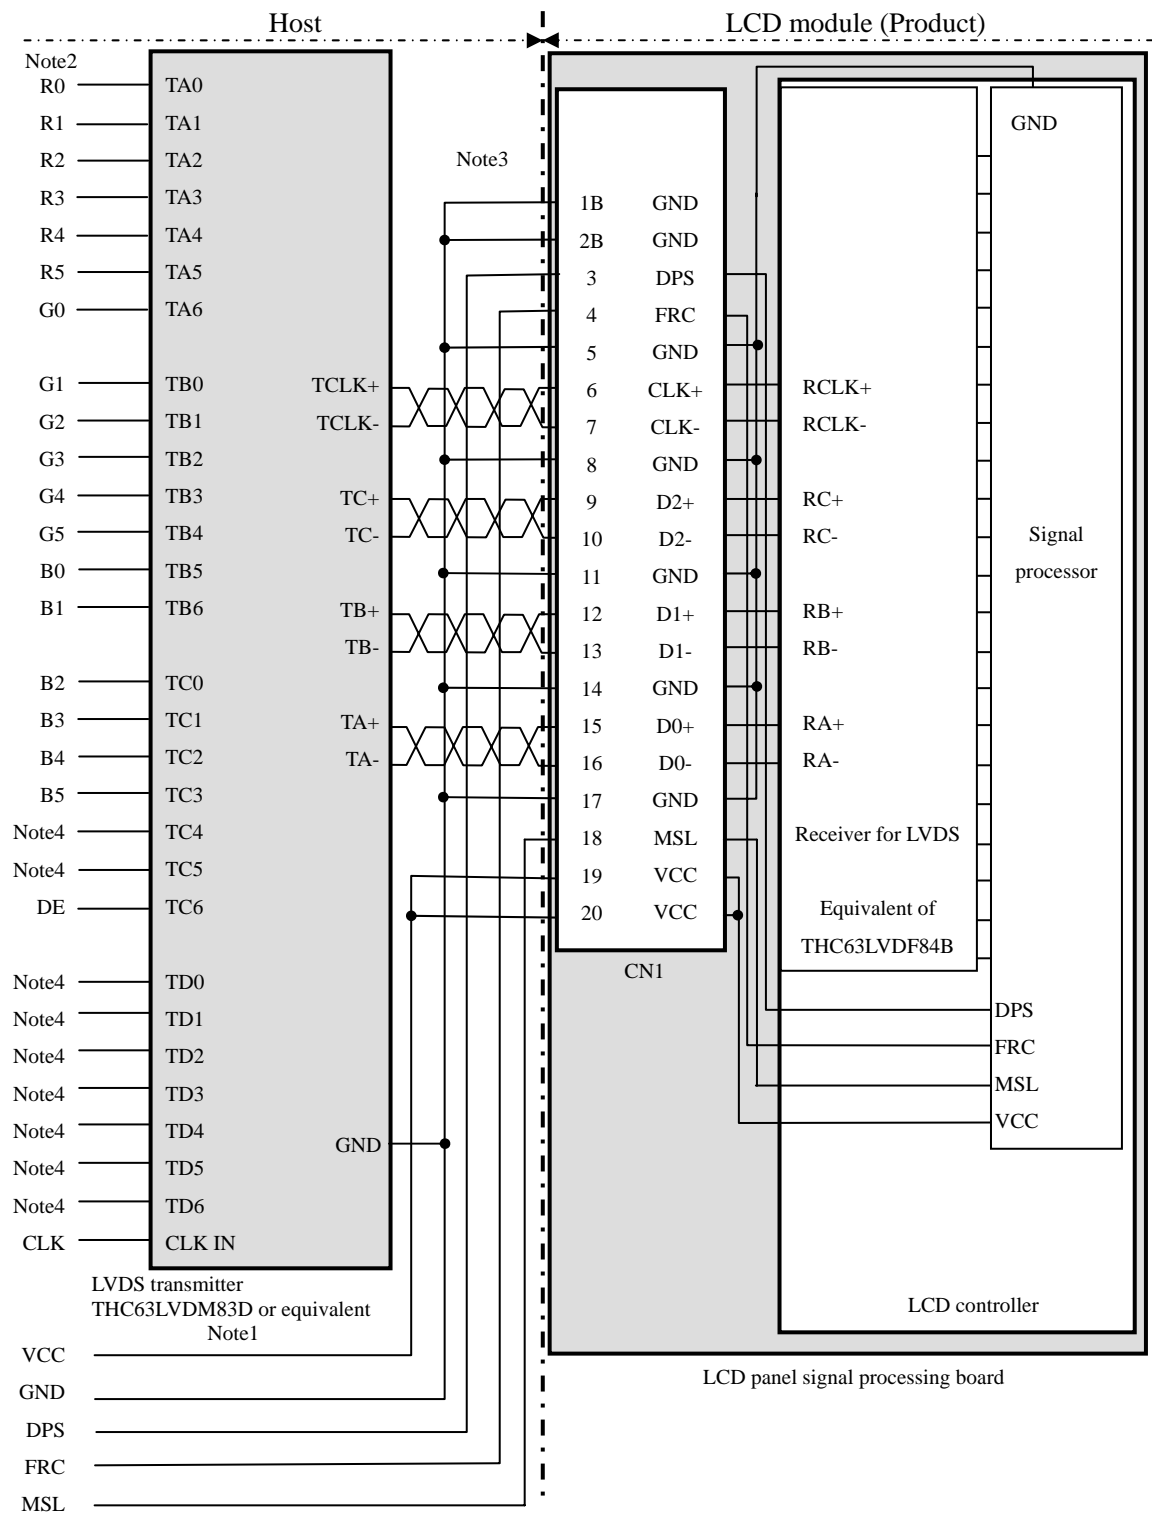 Host
LCD module (Product)
Note2
R0 TA0
R1 TA1
R2 TA2
R3 TA3
R4 TA4
R5 TA5
G0 TA6
G1 TB0
G2 TB1
G3 TB2
G4 TB3
G5 TB4
B0 TB5
B1 TB6
B2 TC0
B3 TC1
B4 TC2
B5 TC3
Note4 TC4
Note4 TC5
DE TC6
Note4 TD0
Note4 TD1
Note4 TD2
Note4 TD3
Note4 TD4
Note4 TD5
Note4 TD6
CLK CLK IN
TCLK+
TCLK-
TC+
TC-
TB+
TB-
TA+
TA-
GND
LVDS transmitter
THC63LVDM83D or equivalent
Note1
VCC
GND
DPS
FRC
MSL
Note3
1B GND
2B GND
3 DPS
4 FRC
5 GND
6 CLK+
7 CLK-
8 GND
9 D2+
10 D2-
11 GND
12 D1+
13 D1-
14 GND
15 D0+
16 D0-
17 GND
18 MSL
19 VCC
20 VCC
CN1
RCLK+
RCLK-
RC+
RC-
RB+
RB-
RA+
RA-
Receiver for LVDS
Equivalent of
THC63LVDF84B
GND
Signal
processor
DPS
FRC
MSL
VCC
LCD controller
LCD panel signal processing board